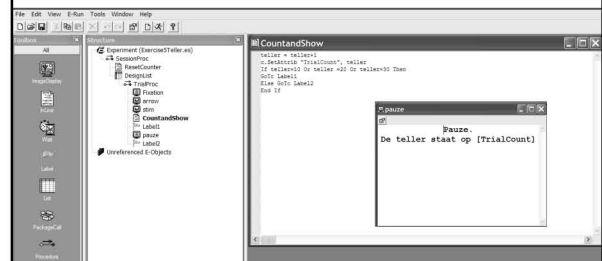 File Edit View E-Run Tools Window Help
Toolbox
All
ImageDisplay
InLine
Wait
Label
List
PackageCall
Procedure
Structure
Experiment (Exercise5Teller.es)
SessionProc
ResetCounter
DesignList
TrialProc
Fixation
arrow
stim
CountandShow
Label1
pauze
Label2
Unreferenced E-Objects
CountandShow
teller = teller+1
c.SetAttrib "TrialCount", teller
If teller=10 Or teller =20 Or teller=30 Then
GoTo Label1
Else GoTo Label2
End If
pauze
Pauze.
De teller staat op [TrialCount]